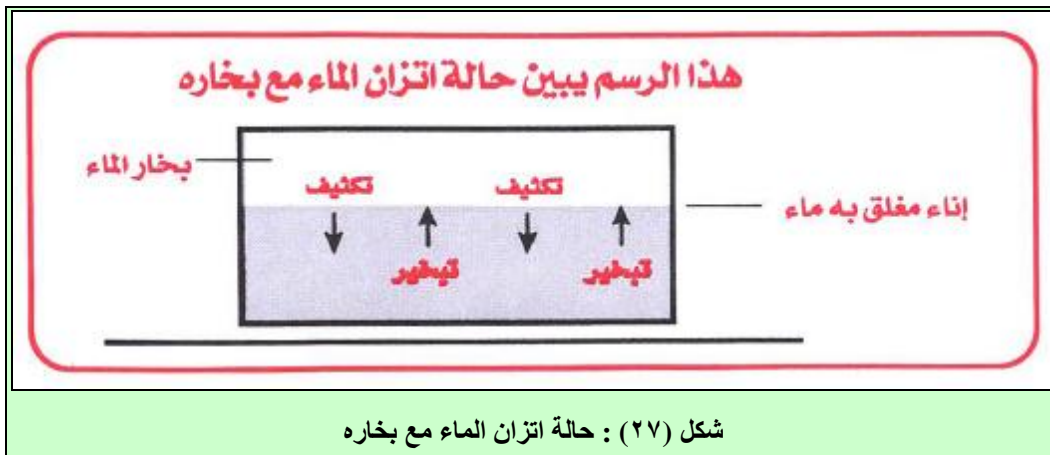 هذا الرسم يبين حالة اتزان الماء مع بخاره
بخار الماء
تكثيف
تكثيف
إناء مغلق به ماء
تبخير
تبخير
شكل (٢٧) : حالة اتزان الماء مع بخاره